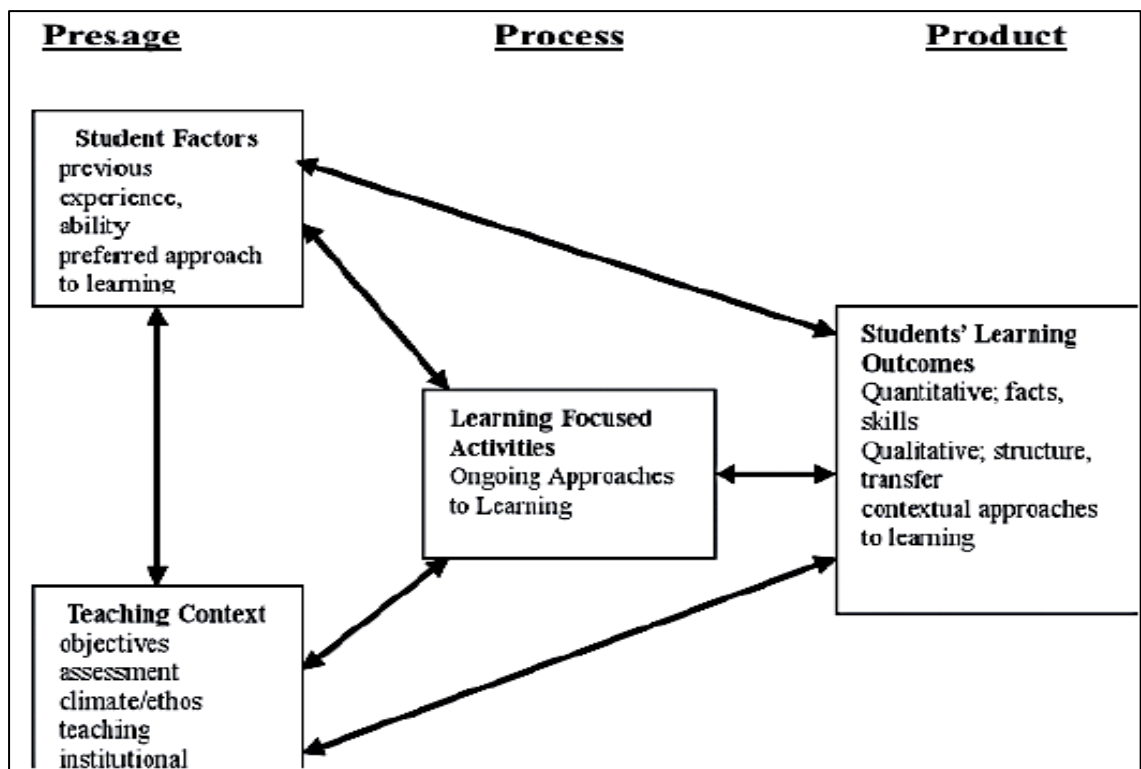 Presage
Process
Product
Student Factors
previous
experience,
ability
preferred approach
to learning
Learning Focused
Activities
Ongoing Approaches
to Learning
Students' Learning
Outcomes
Quantitative; facts,
skills
Qualitative; structure,
transfer
contextual approaches
to learning
Teaching Context
objectives
assessment
climate/ethos
teaching
institutional